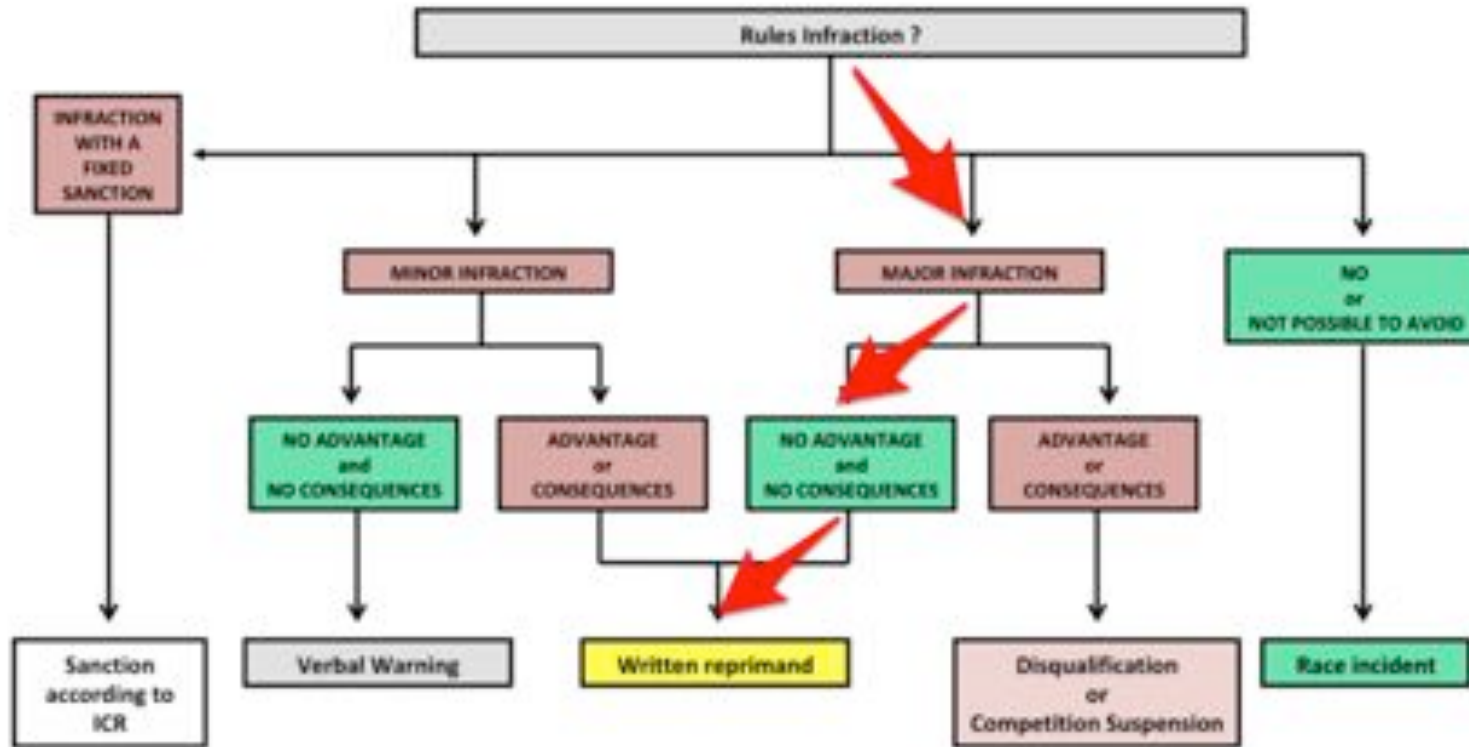 Rules Infraction ?
INFRACTION
WITH A
FIXED
SANCTION
MINOR INFRACTION
MAJOR INFRACTION
NO
or
NOT POSSIBLE TO AVOID
NO ADVANTAGE
and
NO CONSEQUENCES
ADVANTAGE
or
CONSEQUENCES
NO ADVANTAGE
and
NO CONSEQUENCES
ADVANTAGE
or
CONSEQUENCES
Sanction
according to
ICR
Verbal Warning
Written reprimand
Disqualification
or
Competition Suspension
Race incident